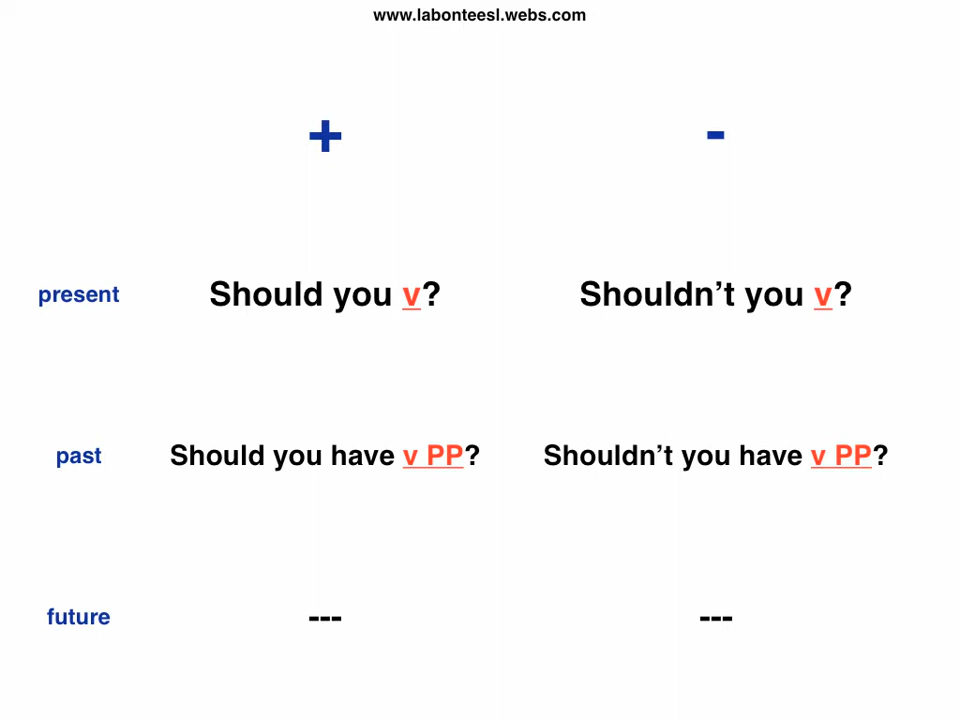 www.labonteesl.webs.com
+ -
present Should you v? Shouldn’t you v?
past Should you have v PP? Shouldn’t you have v PP?
future --- ---